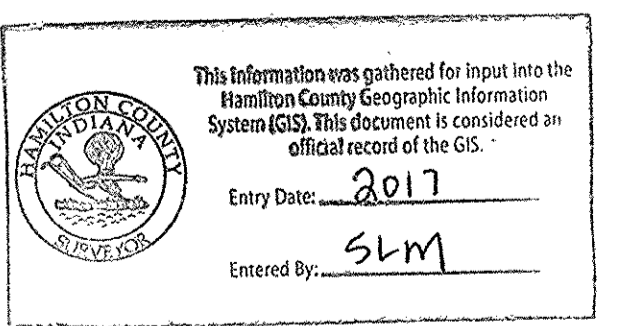 This Information was gathered for input into the
Hamilton County Geographic Information
System (GIS). This document is considered an
official record of the GIS.
Entry Date: 2017
Entered By: SLM
HAMILTON COUNTY
INDIANA
SURVEYOR